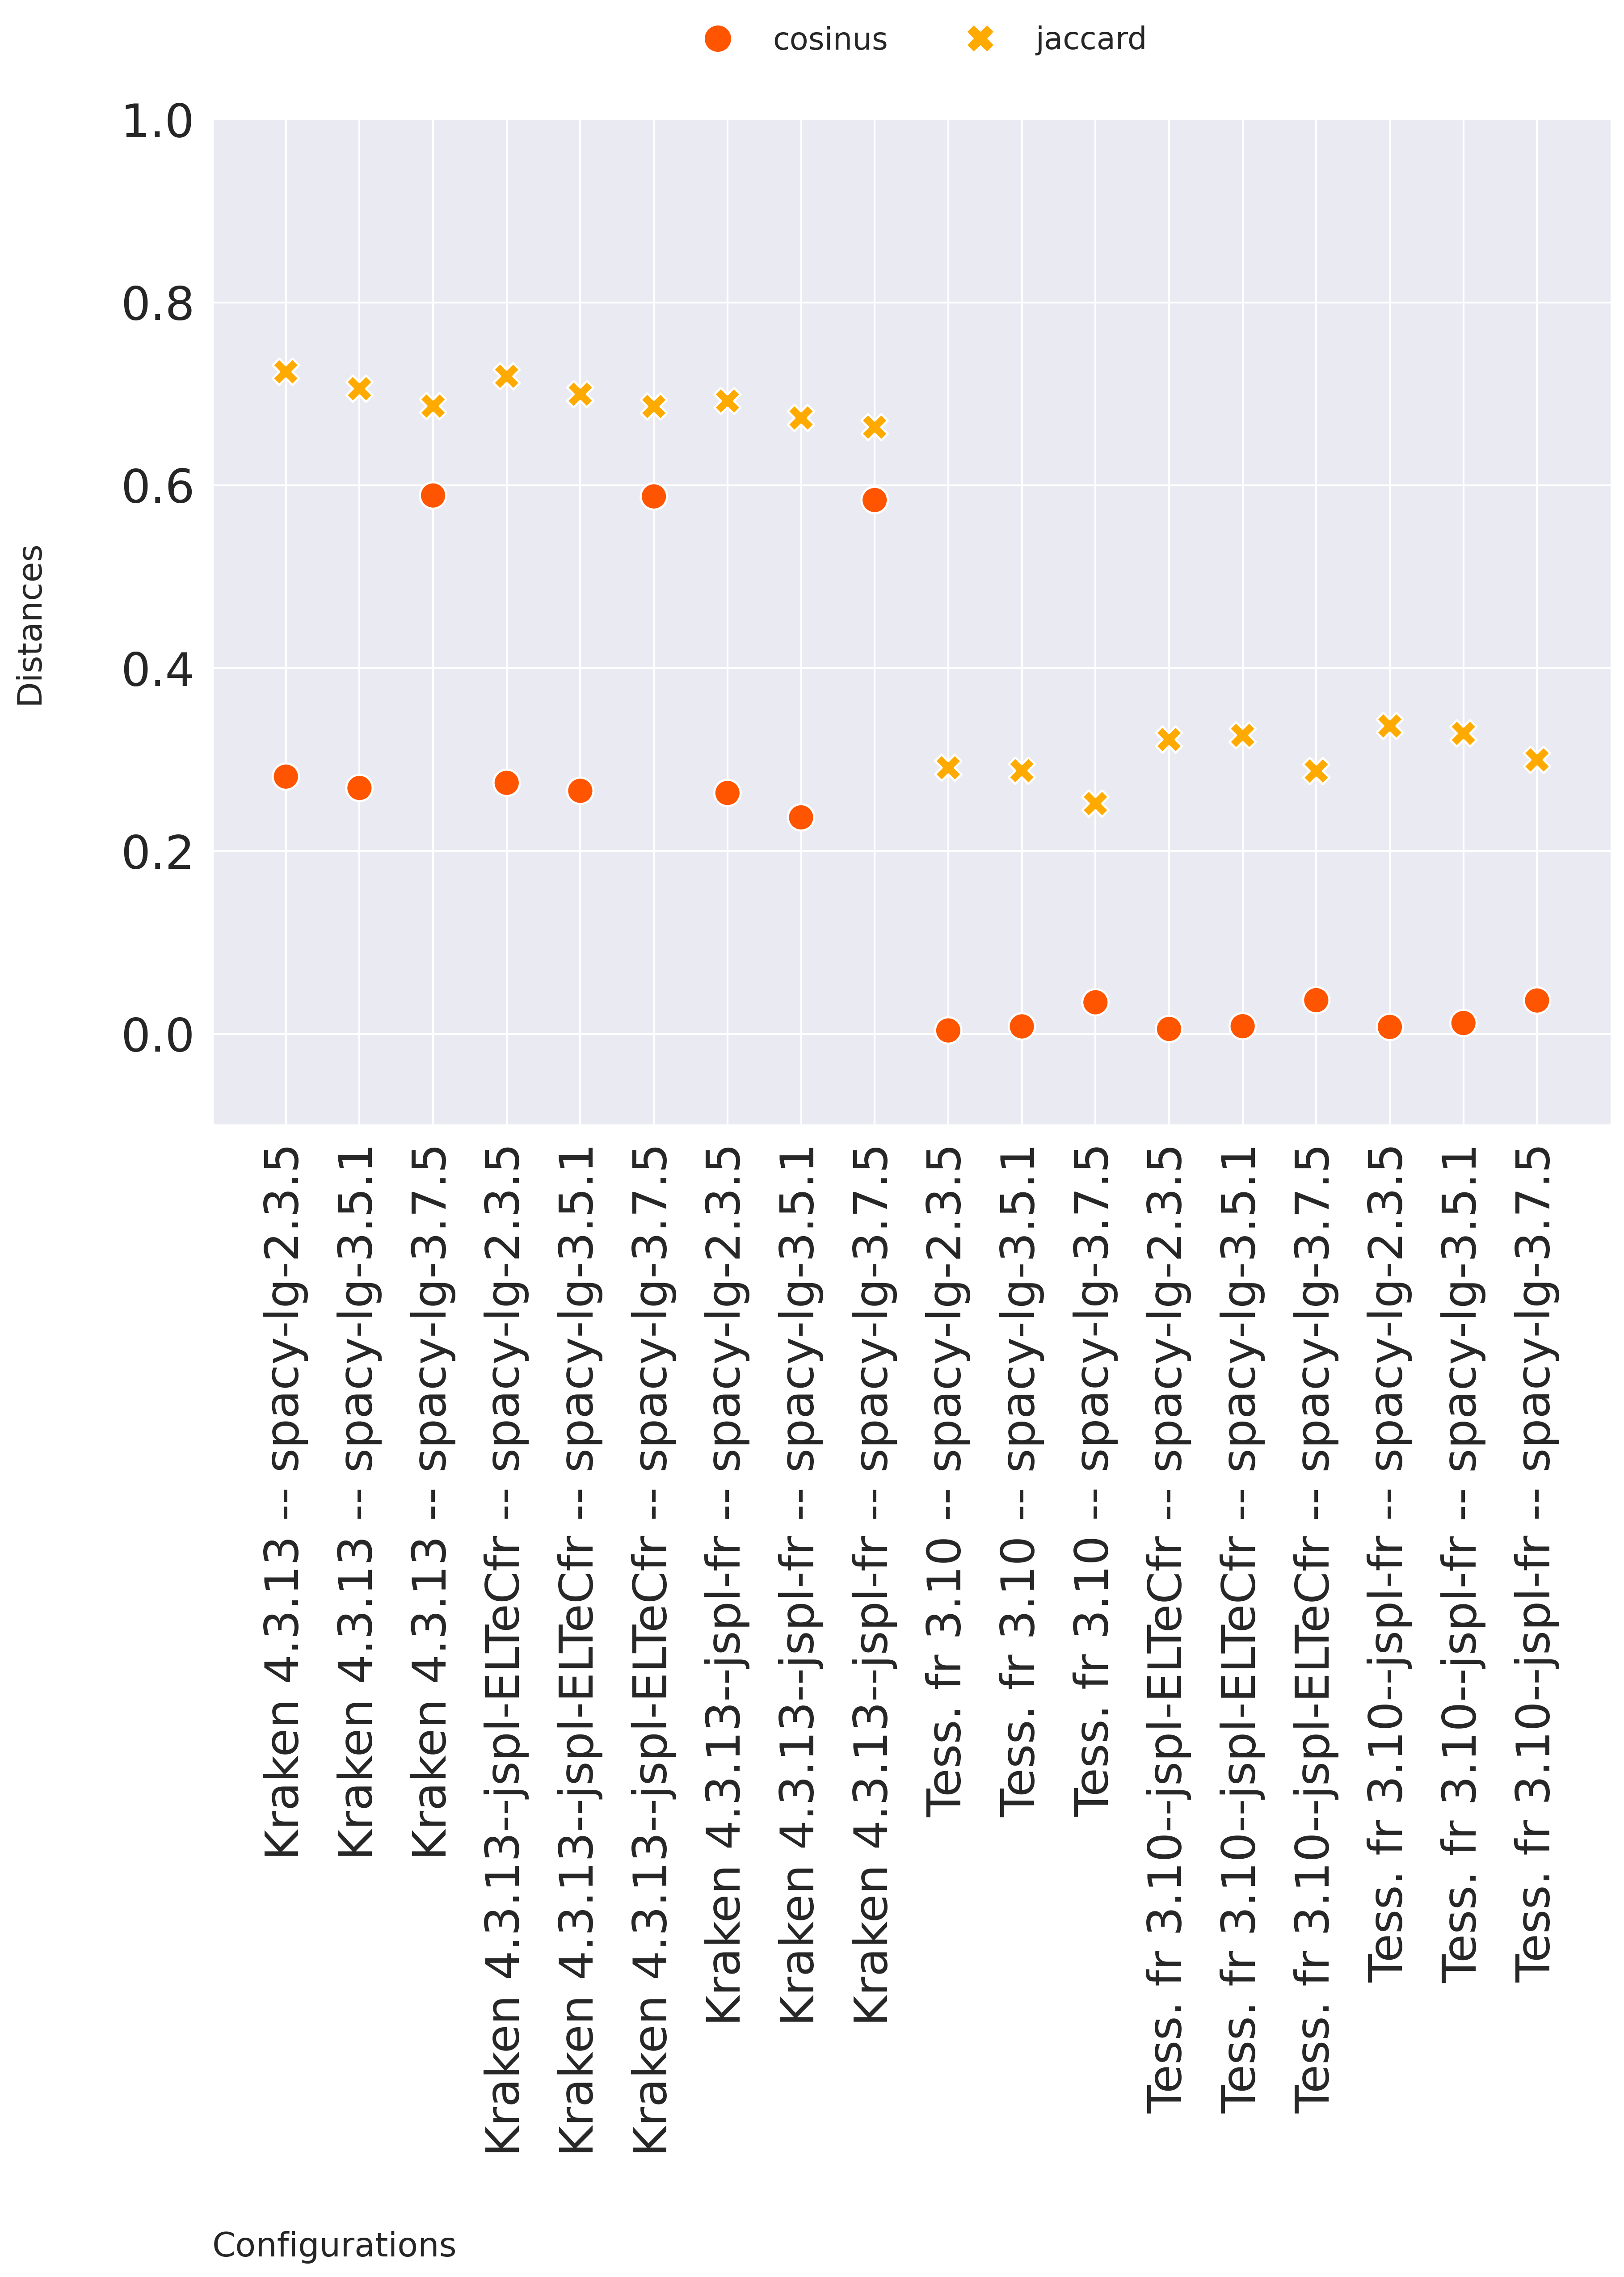 cosinus jaccard
1.0
0.8
0.6
0.4
0.2
0.0
Distances
Kraken 4.3.13 -- spacy-lg-2.3.5
Kraken 4.3.13 -- spacy-lg-3.5.1
Kraken 4.3.13 -- spacy-lg-3.7.5
Kraken 4.3.13--jspl-ELTeCfr -- spacy-lg-2.3.5
Kraken 4.3.13--jspl-ELTeCfr -- spacy-lg-3.5.1
Kraken 4.3.13--jspl-ELTeCfr -- spacy-lg-3.7.5
Kraken 4.3.13--jspl-fr -- spacy-lg-2.3.5
Kraken 4.3.13--jspl-fr -- spacy-lg-3.5.1
Kraken 4.3.13--jspl-fr -- spacy-lg-3.7.5
Tess. fr 3.10 -- spacy-lg-2.3.5
Tess. fr 3.10 -- spacy-lg-3.5.1
Tess. fr 3.10 -- spacy-lg-3.7.5
Tess. fr 3.10--jspl-ELTeCfr -- spacy-lg-2.3.5
Tess. fr 3.10--jspl-ELTeCfr -- spacy-lg-3.5.1
Tess. fr 3.10--jspl-ELTeCfr -- spacy-lg-3.7.5
Tess. fr 3.10--jspl-fr -- spacy-lg-2.3.5
Tess. fr 3.10--jspl-fr -- spacy-lg-3.5.1
Tess. fr 3.10--jspl-fr -- spacy-lg-3.7.5
Configurations